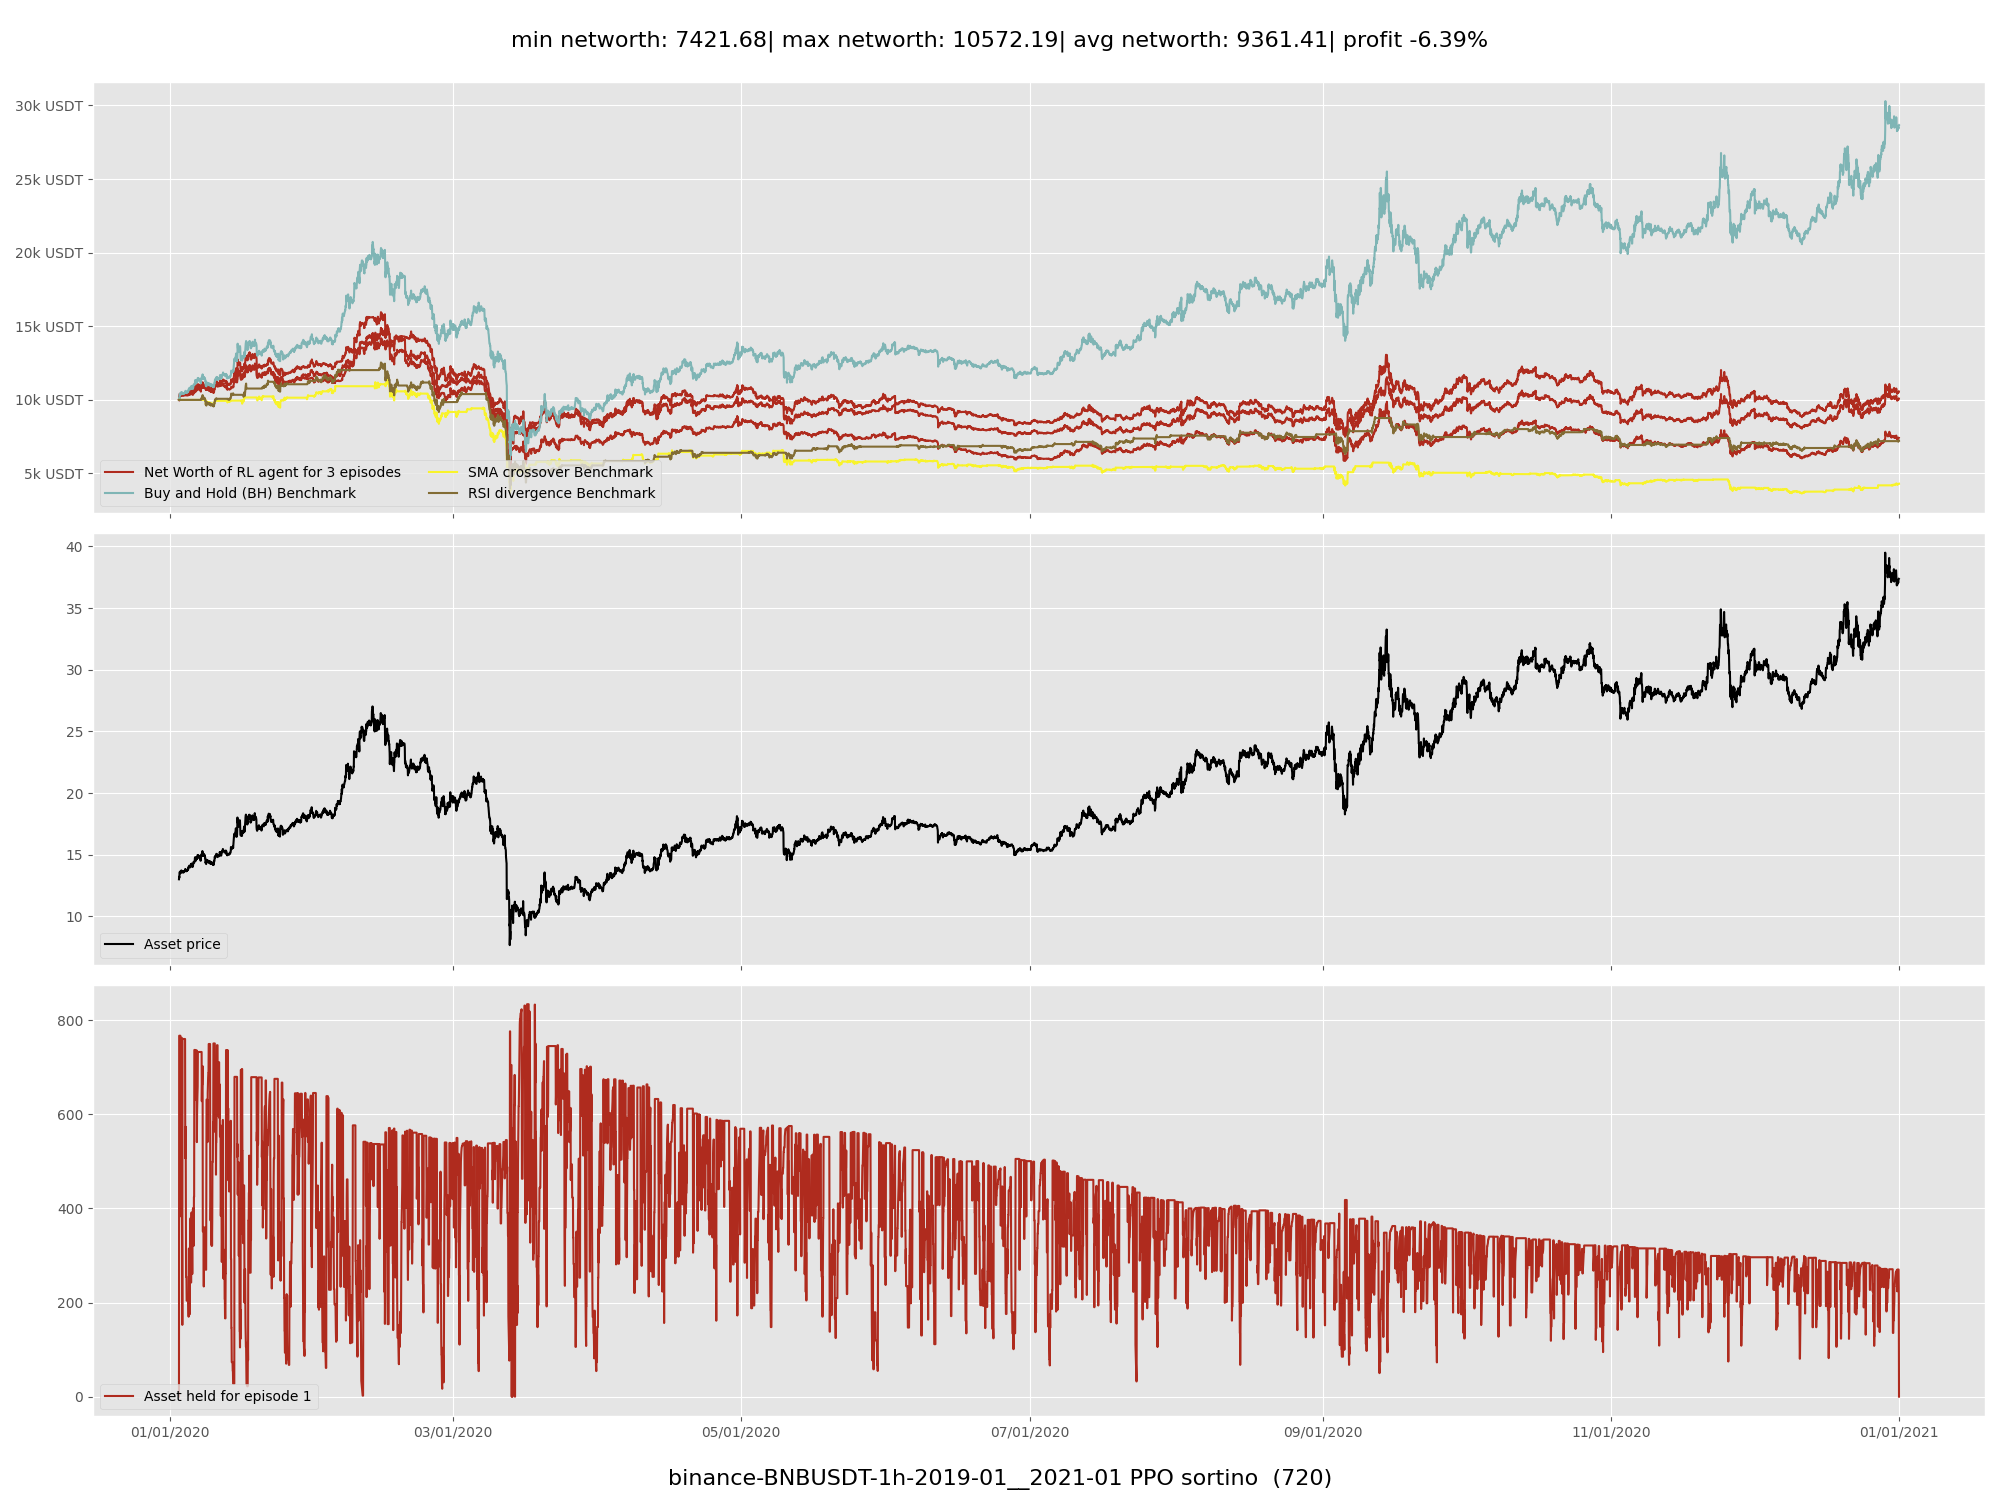 min networth: 7421.68| max networth: 10572.19| avg networth: 9361.41| profit -6.39%
30k USDT
25k USDT
20k USDT
15k USDT
10k USDT
5k USDT
Net Worth of RL agent for 3 episodes
Buy and Hold (BH) Benchmark
SMA crossover Benchmark
RSI divergence Benchmark
40
35
30
25
20
15
10
Asset price
800
600
400
200
0
Asset held for episode 1
01/01/2020
03/01/2020
05/01/2020
07/01/2020
09/01/2020
11/01/2020
01/01/2021
binance-BNBUSDT-1h-2019-01__2021-01 PPO sortino  (720)